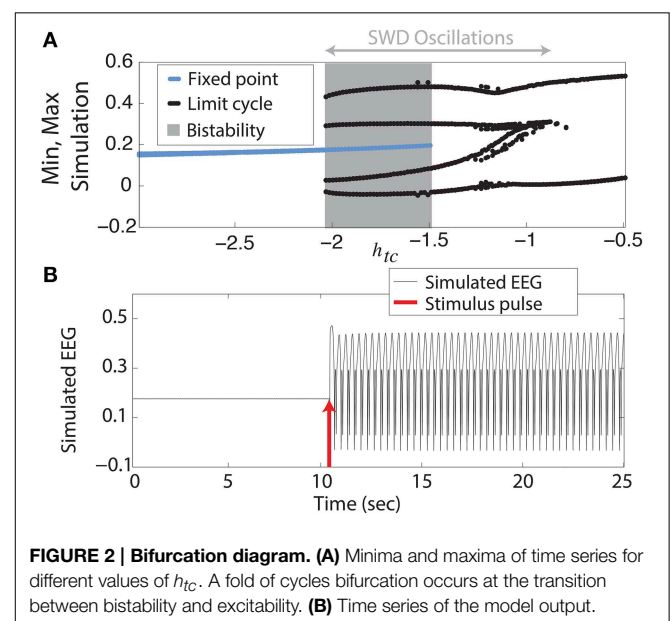 A
SWD Oscillations
Fixed point
Limit cycle
Bistability
Min, Max
Simulation
0.6
0.4
0.2
0
−0.2
−2.5
−2
−1.5
−1
−0.5
h_tc
B
Simulated EEG
Stimulus pulse
Simulated EEG
0.5
0.3
0.1
−0.1
0
5
10
15
20
25
Time (sec)
FIGURE 2 | Bifurcation diagram. (A) Minima and maxima of time series for
different values of h_tc. A fold of cycles bifurcation occurs at the transition
between bistability and excitability. (B) Time series of the model output.